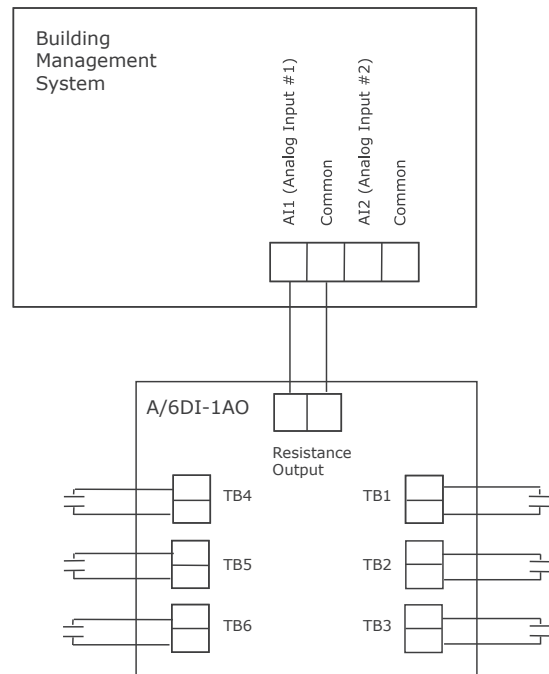 Building
Management
System
AI1 (Analog Input #1)
Common
AI2 (Analog Input #2)
Common
A/6DI-1AO
Resistance
Output
TB4
TB1
TB5
TB2
TB6
TB3